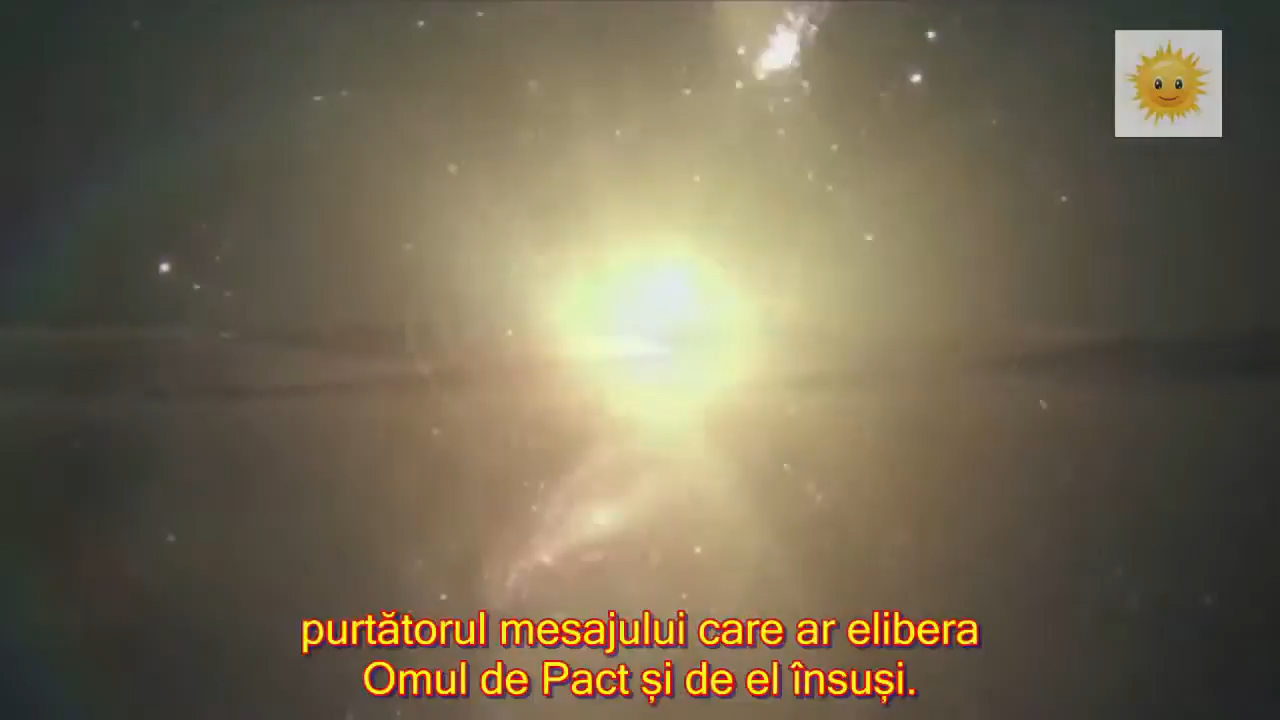 purtătorul mesajului care ar elibera
Omul de Pact și de el însuși.